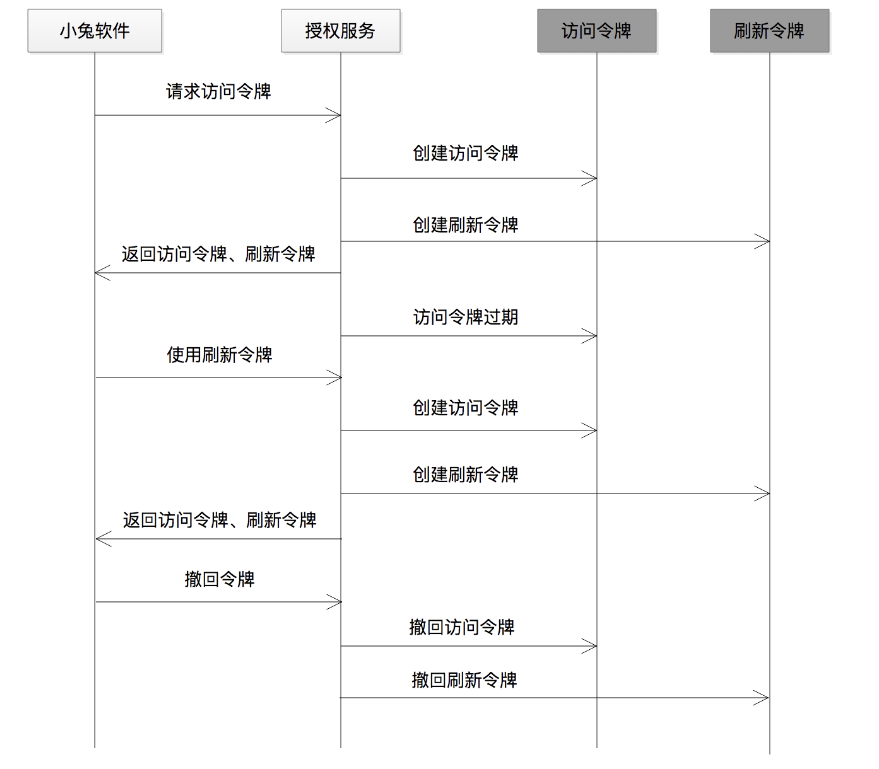 小兔软件
授权服务
访问令牌
刷新令牌
请求访问令牌
创建访问令牌
创建刷新令牌
返回访问令牌、刷新令牌
访问令牌过期
使用刷新令牌
创建访问令牌
创建刷新令牌
返回访问令牌、刷新令牌
撤回令牌
撤回访问令牌
撤回刷新令牌